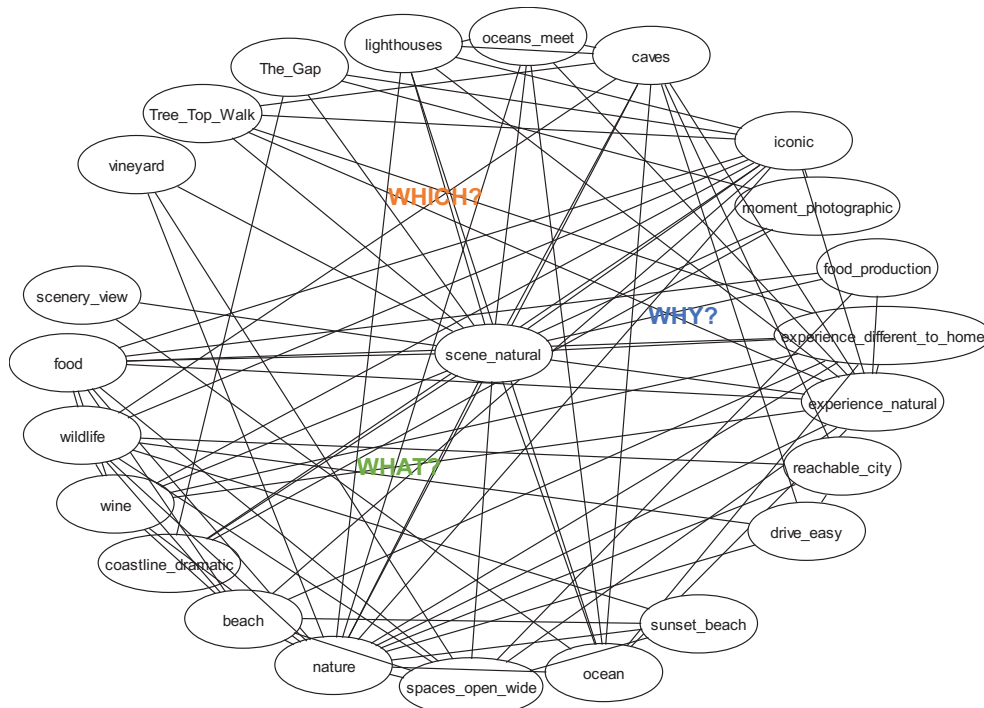 oceans_meet
lighthouses
caves
The_Gap
Tree_Top_Walk
iconic
vineyard
WHICH?
moment_photographic
food_production
scenery_view
WHY?
experience_different_to_home
scene_natural
food
experience_natural
wildlife
WHAT?
reachable_city
wine
drive_easy
coastline_dramatic
beach
sunset_beach
nature
ocean
spaces_open_wide